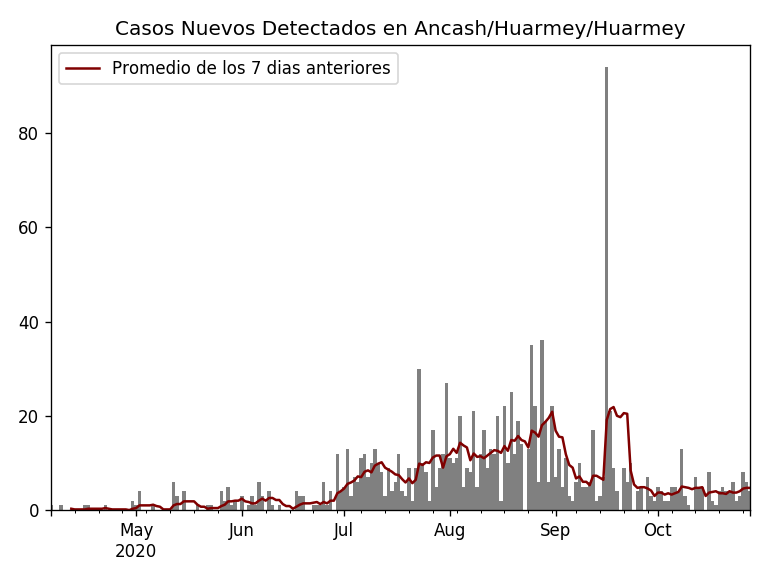 Casos Nuevos Detectados en Ancash/Huarmey/Huarmey
Promedio de los 7 dias anteriores
80
60
40
20
0
May Jun Jul Aug Sep Oct
2020